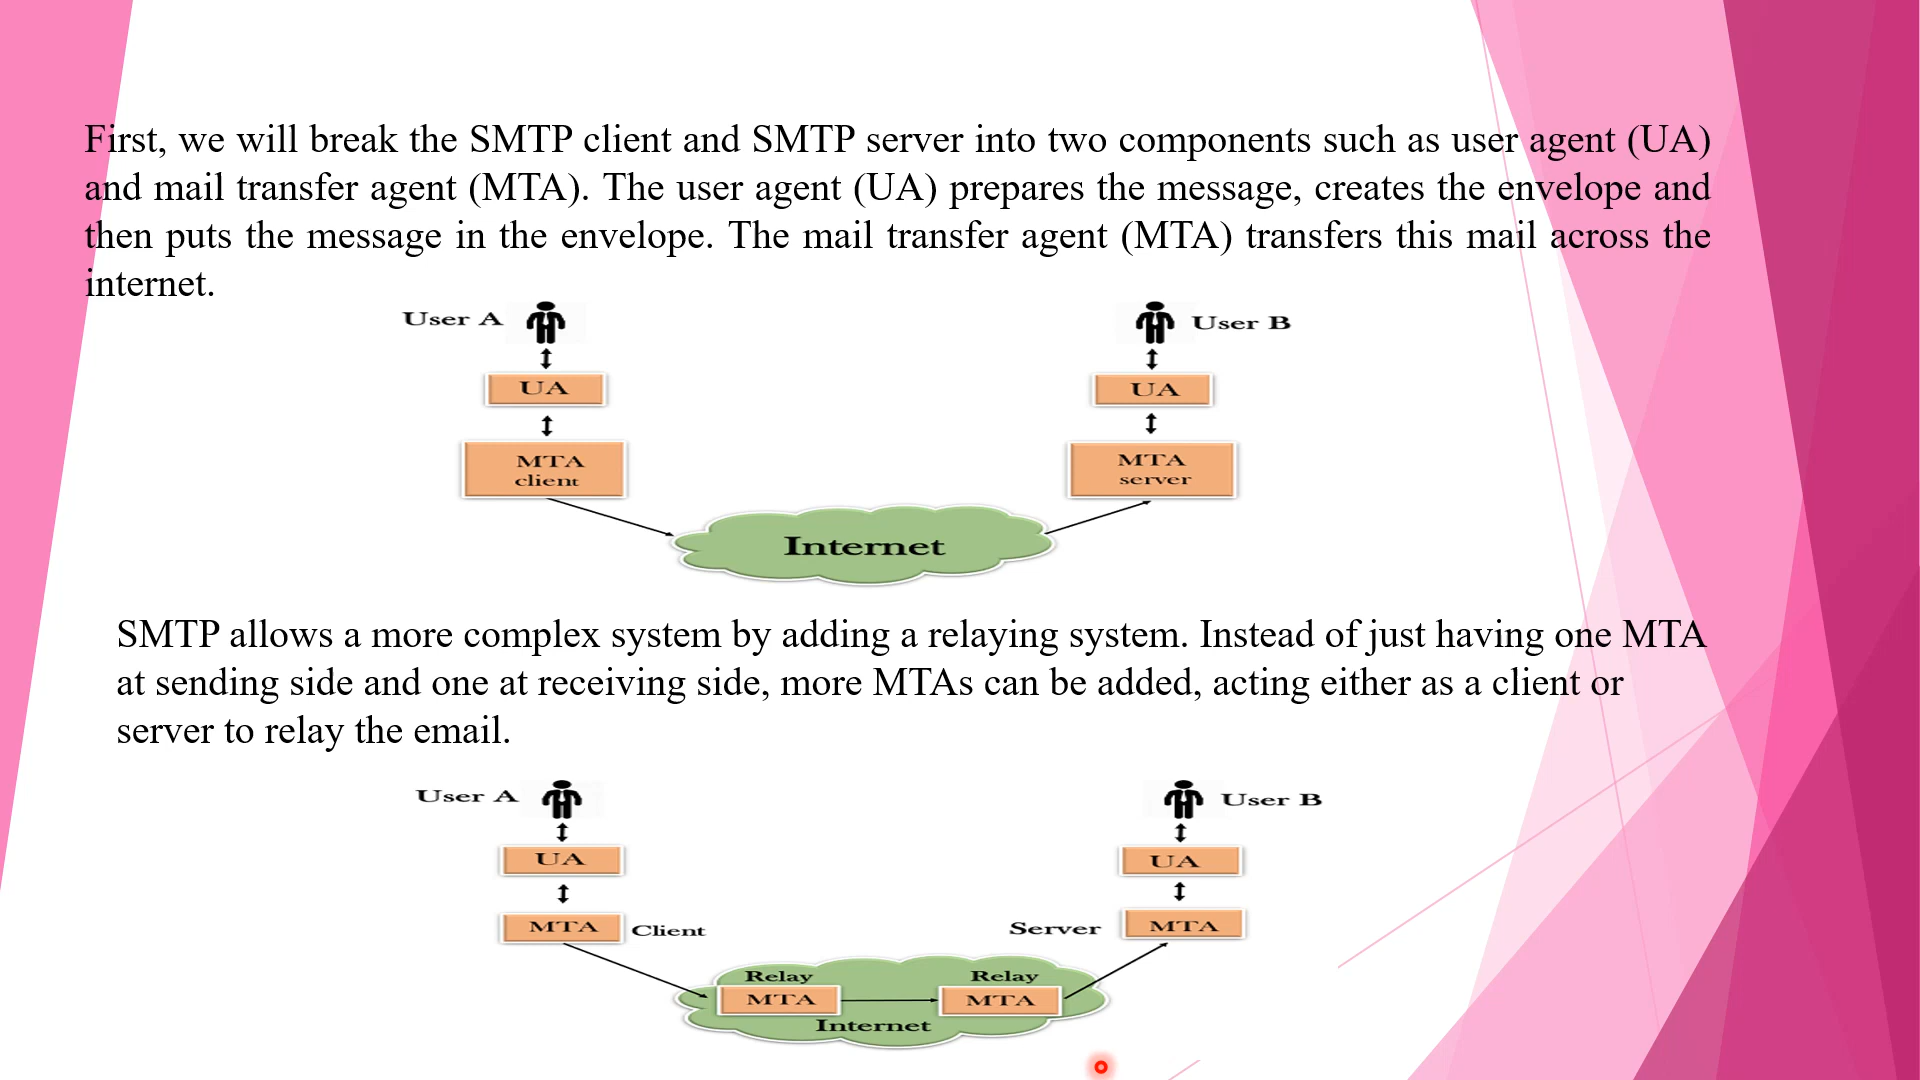 First, we will break the SMTP client and SMTP server into two components such as user agent (UA)
and mail transfer agent (MTA). The user agent (UA) prepares the message, creates the envelope and
then puts the message in the envelope. The mail transfer agent (MTA) transfers this mail across the
internet.
User A
User B
UA
UA
MTA
client
MTA
server
Internet
SMTP allows a more complex system by adding a relaying system. Instead of just having one MTA
at sending side and one at receiving side, more MTAs can be added, acting either as a client or
server to relay the email.
User A
User B
UA
UA
MTA Client
Server MTA
Relay
Relay
MTA
MTA
Internet